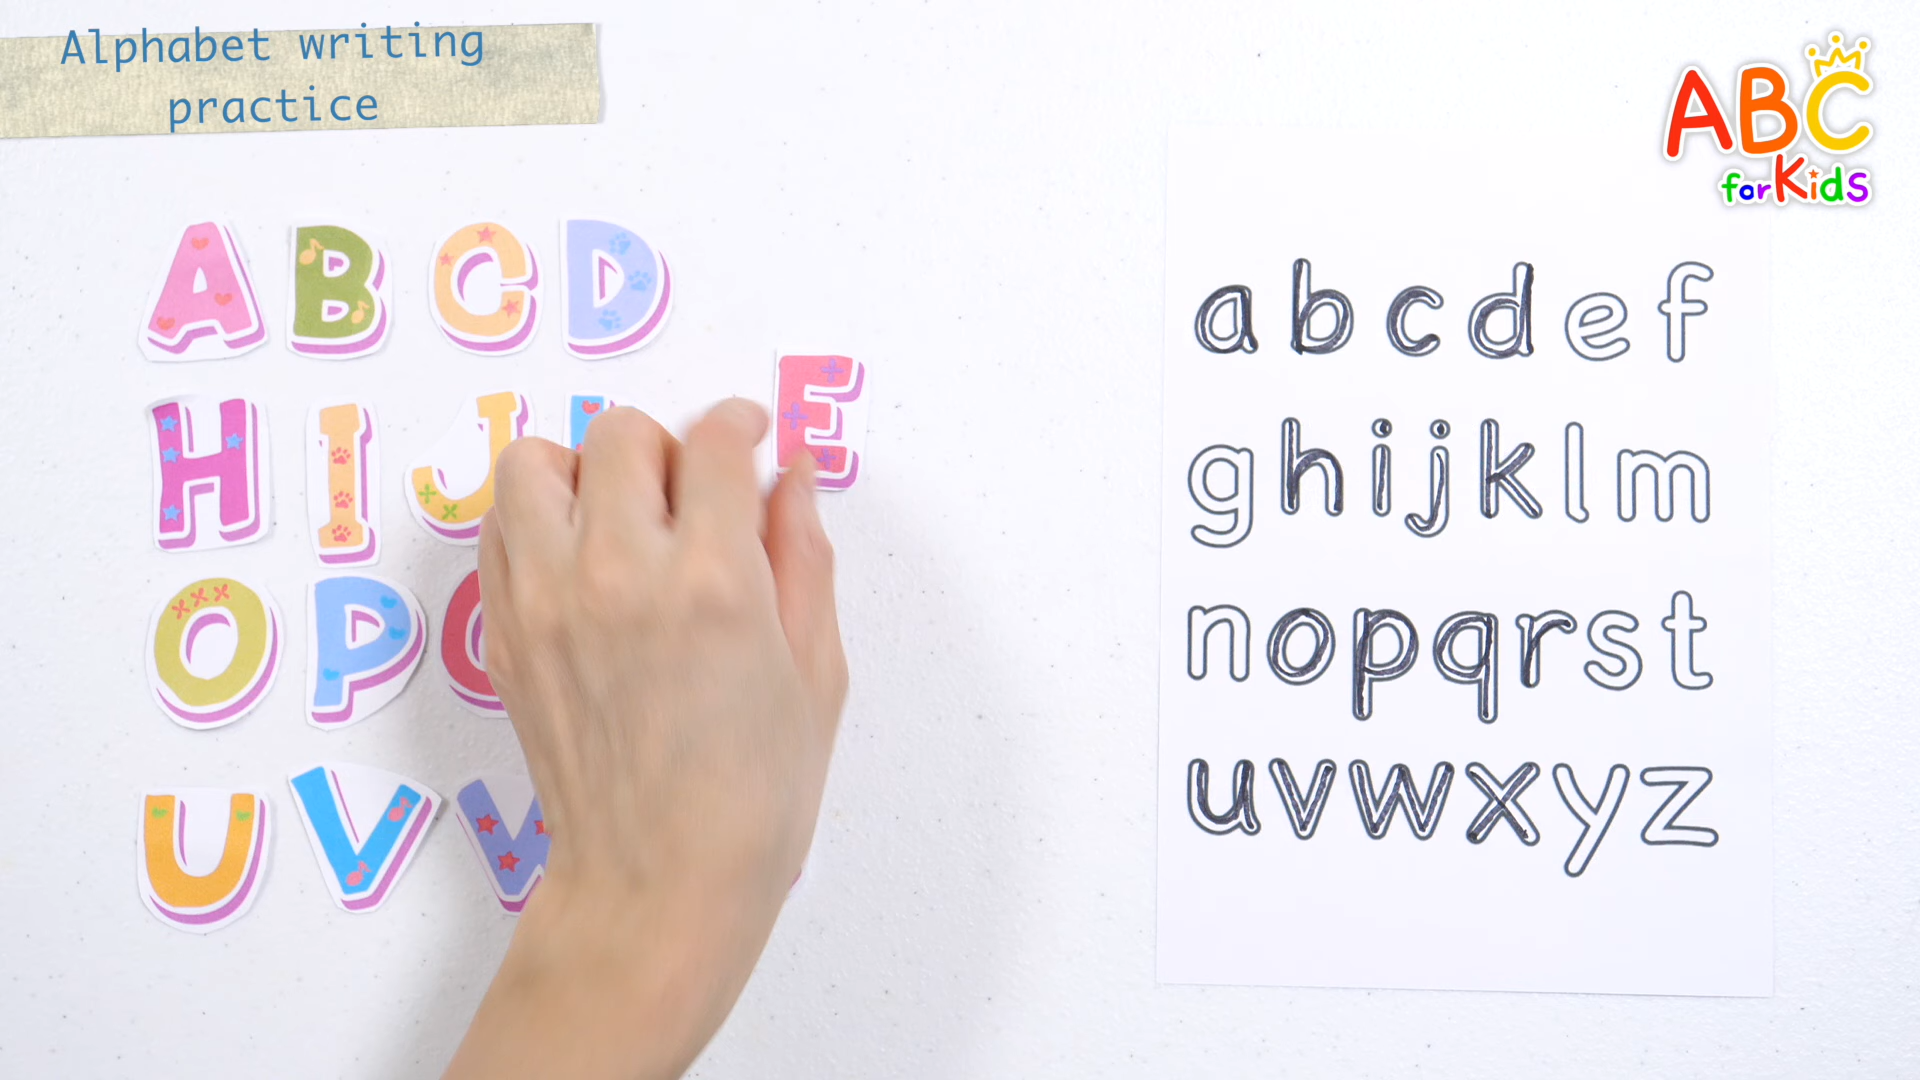 Alphabet writing
practice
ABC
for Kids
A B C D
E
H I J
O P
U V W
a b c d e f
g h i j k l m
n o p q r s t
u v w x y z